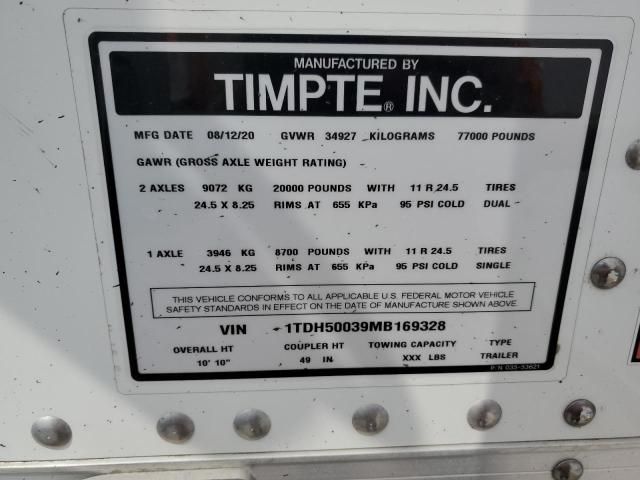 MANUFACTURED BY
TIMPTE® INC.
MFG DATE 08/12/20 GVWR 34927 KILOGRAMS 77000 POUNDS
GAWR (GROSS AXLE WEIGHT RATING)
2 AXLES 9072 KG 20000 POUNDS WITH 11 R 24.5 TIRES
24.5 X 8.25 RIMS AT 655 KPa 95 PSI COLD DUAL
1 AXLE 3946 KG 8700 POUNDS WITH 11 R 24.5 TIRES
24.5 X 8.25 RIMS AT 655 KPa 95 PSI COLD SINGLE
THIS VEHICLE CONFORMS TO ALL APPLICABLE U.S. FEDERAL MOTOR VEHICLE
SAFETY STANDARDS IN EFFECT ON THE DATE OF MANUFACTURE SHOWN ABOVE.
VIN 1TDH50039MB169328
OVERALL HT COUPLER HT TOWING CAPACITY TYPE
10' 10" 49 IN XXX LBS TRAILER
P/N 035-53621